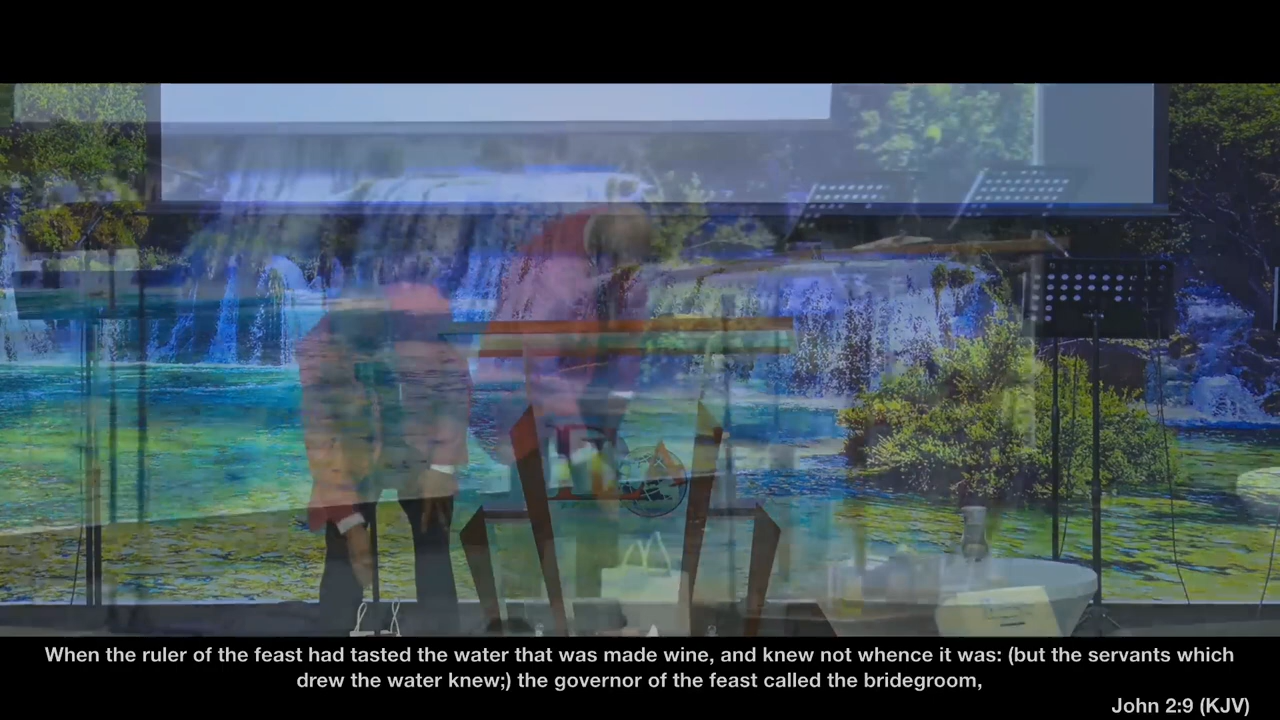 When the ruler of the feast had tasted the water that was made wine, and knew not whence it was: (but the servants which
drew the water knew;) the governor of the feast called the bridegroom,
John 2:9 (KJV)